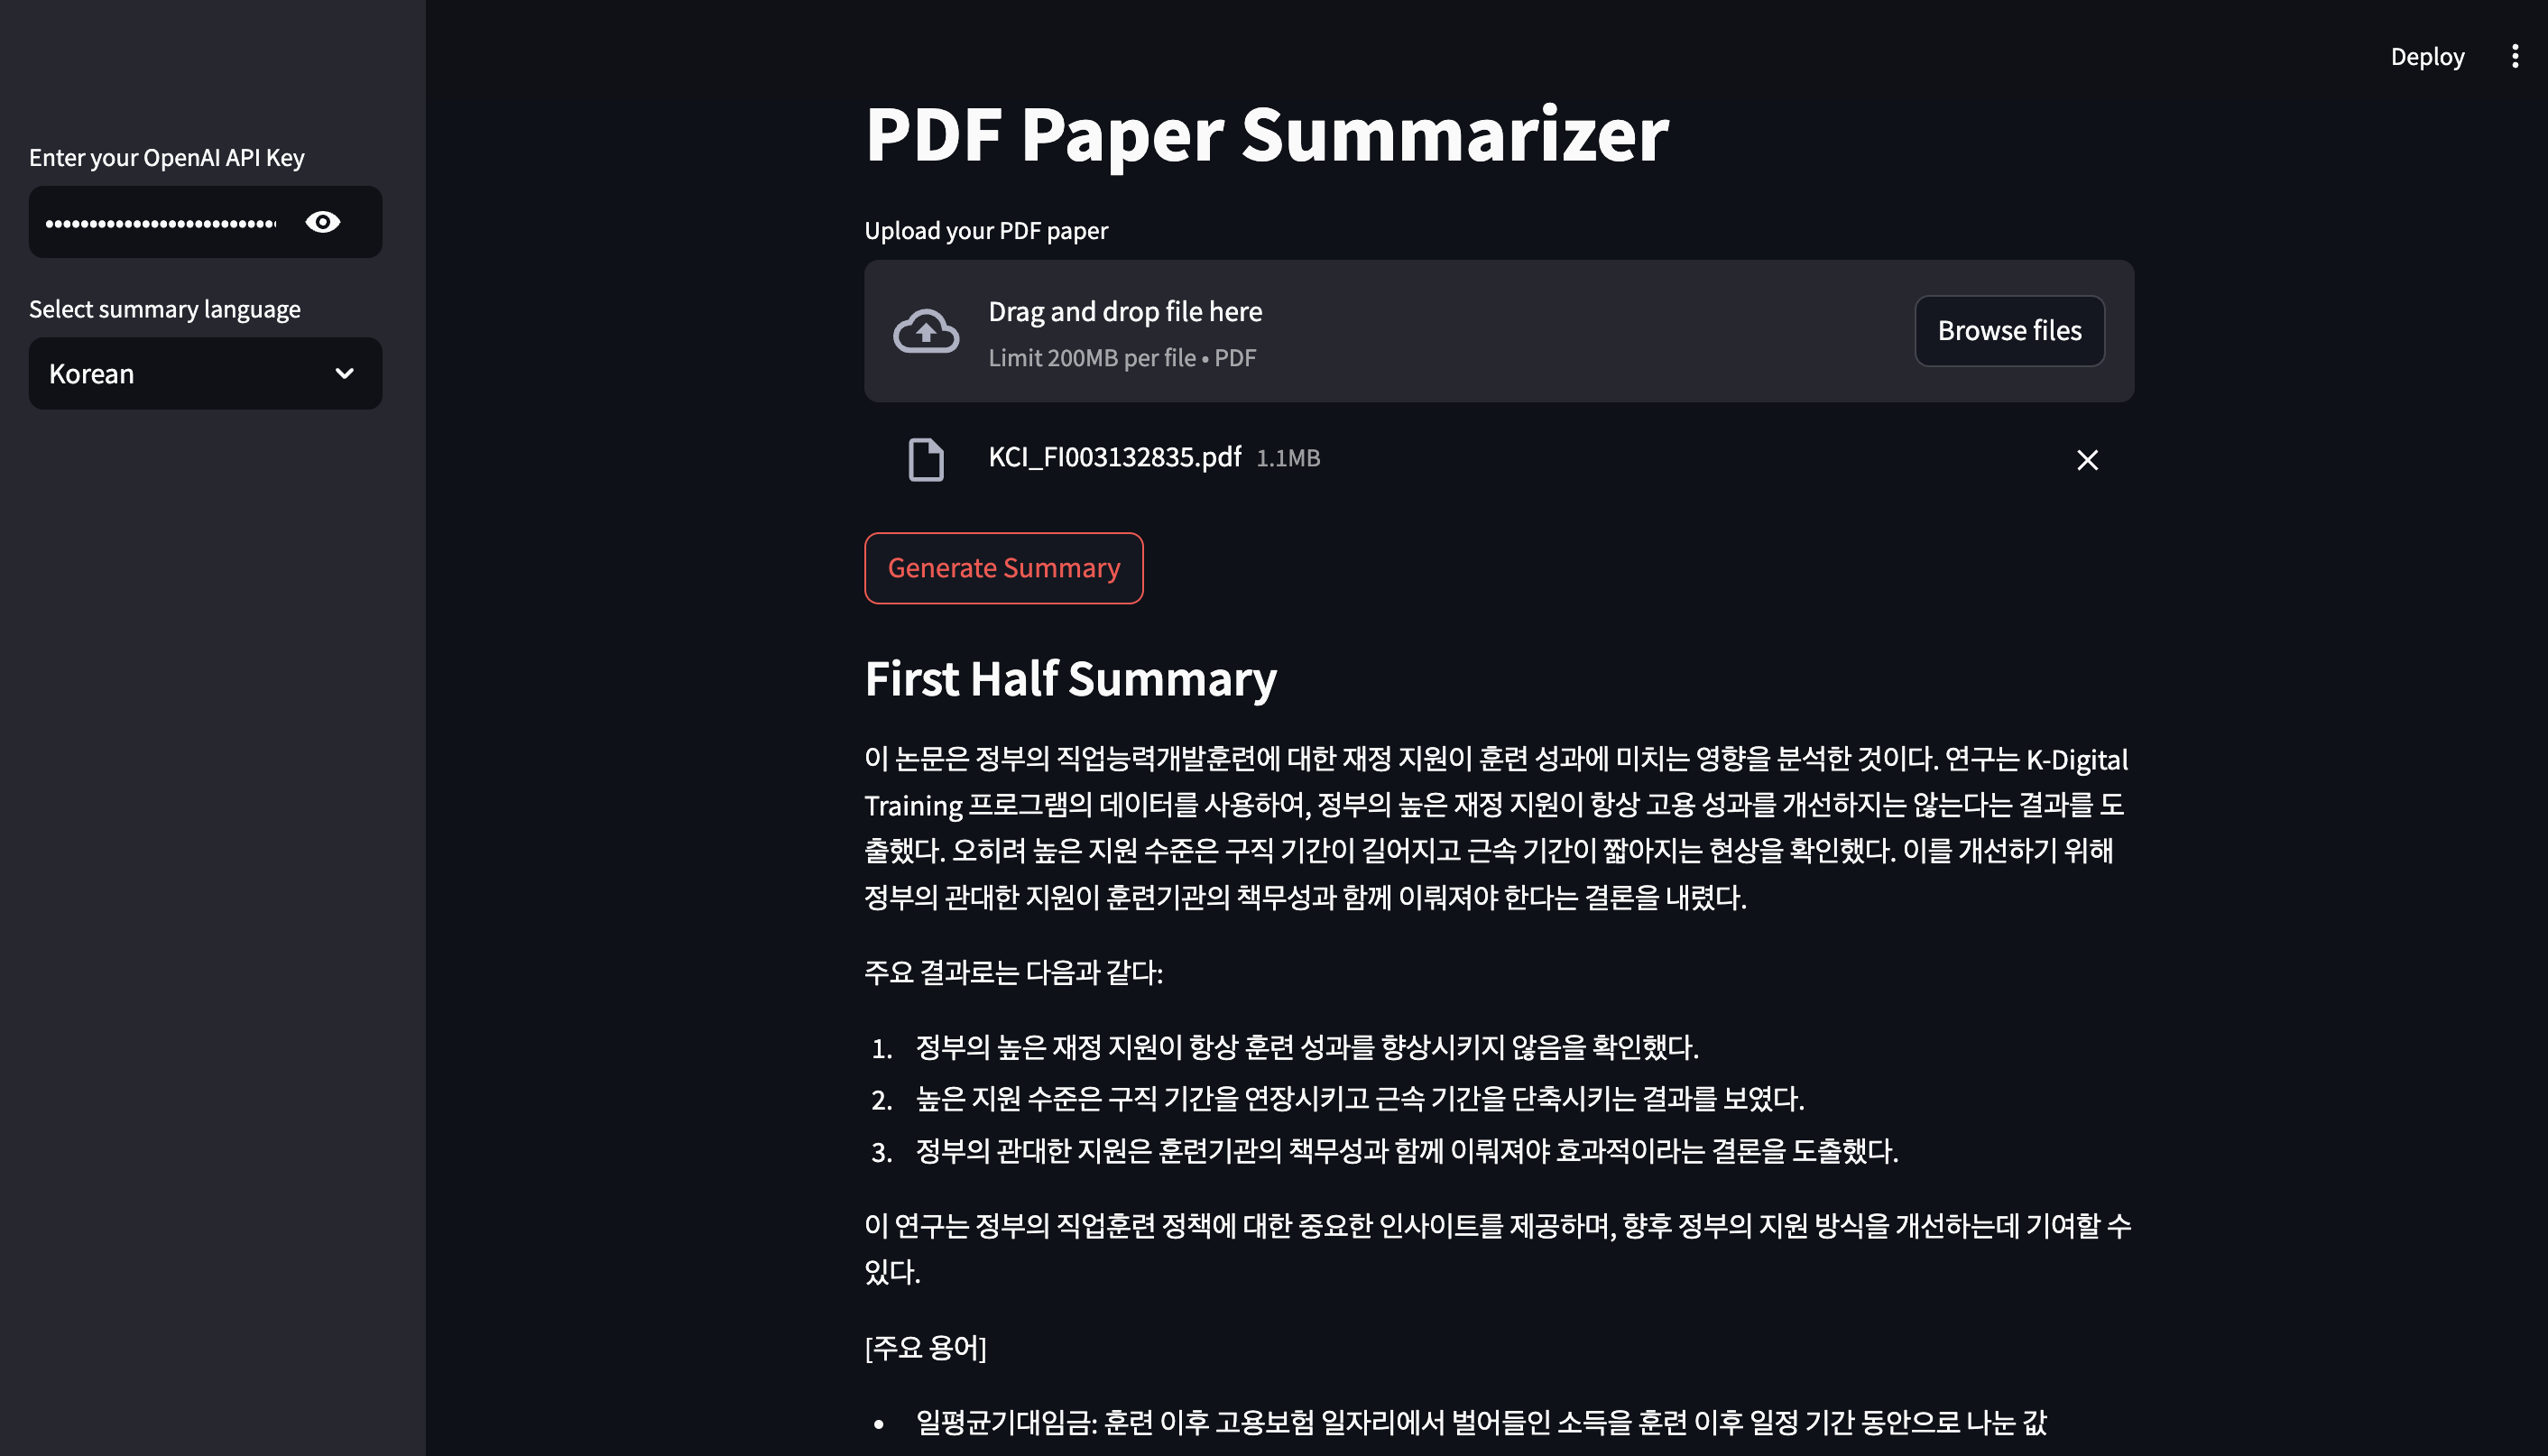 Deploy
Enter your OpenAI API Key
Select summary language
Korean
PDF Paper Summarizer
Upload your PDF paper
Drag and drop file here
Limit 200MB per file • PDF
Browse files
KCI_FI003132835.pdf 1.1MB
Generate Summary
First Half Summary
이 논문은 정부의 직업능력개발훈련에 대한 재정 지원이 훈련 성과에 미치는 영향을 분석한 것이다. 연구는 K-Digital
Training 프로그램의 데이터를 사용하여, 정부의 높은 재정 지원이 항상 고용 성과를 개선하지는 않는다는 결과를 도
출했다. 오히려 높은 지원 수준은 구직 기간이 길어지고 근속 기간이 짧아지는 현상을 확인했다. 이를 개선하기 위해
정부의 관대한 지원이 훈련기관의 책무성과 함께 이뤄져야 한다는 결론을 내렸다.
주요 결과로는 다음과 같다:
1. 정부의 높은 재정 지원이 항상 훈련 성과를 향상시키지 않음을 확인했다.
2. 높은 지원 수준은 구직 기간을 연장시키고 근속 기간을 단축시키는 결과를 보였다.
3. 정부의 관대한 지원은 훈련기관의 책무성과 함께 이뤄져야 효과적이라는 결론을 도출했다.
이 연구는 정부의 직업훈련 정책에 대한 중요한 인사이트를 제공하며, 향후 정부의 지원 방식을 개선하는데 기여할 수
있다.
[주요 용어]
• 일평균기대임금: 훈련 이후 고용보험 일자리에서 벌어들인 소득을 훈련 이후 일정 기간 동안으로 나눈 값